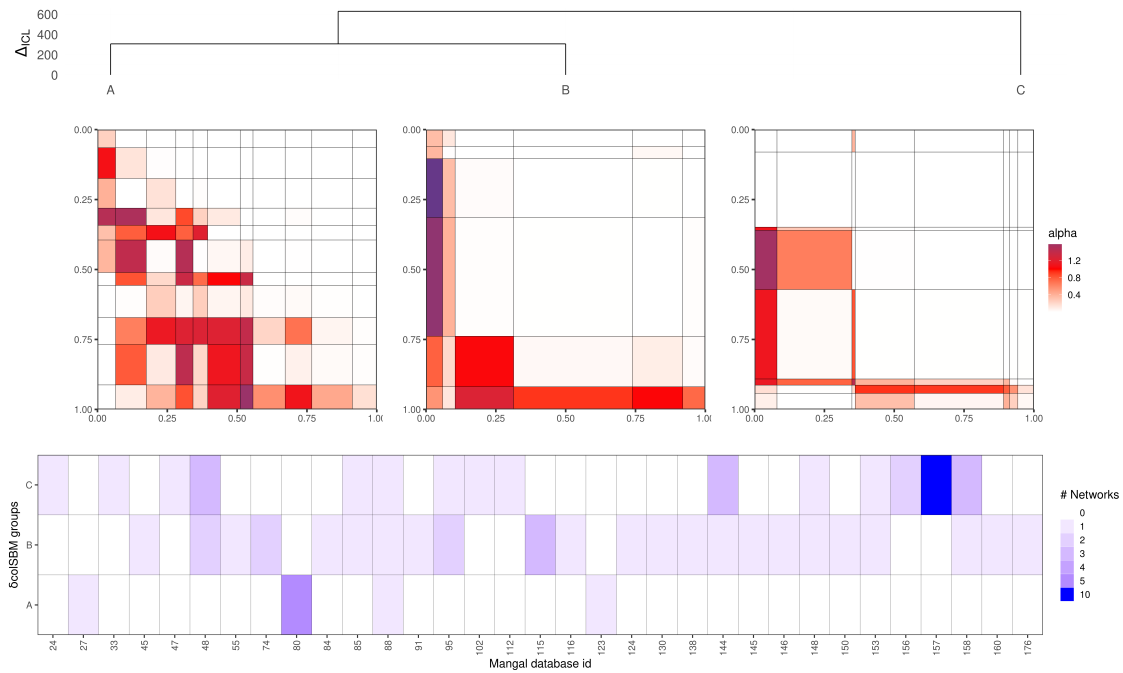 600
400
200
0
ΔICL
A B C
0.00 0.00 0.00
0.25 0.25 0.25
0.50 0.50 0.50
0.75 0.75 0.75
1.00 1.00 1.00
0.00 0.25 0.50 0.75 1.0 0.00 0.25 0.50 0.75 1.0 0.00 0.25 0.50 0.75 1.00
alpha
1.2
0.8
0.4
δcolSBM groups
C
B
A
24 27 33 45 47 48 55 74 80 84 85 88 91 95 102 112 115 116 123 124 130 138 144 145 146 148 150 153 156 157 158 160 176
Mangal database id
# Networks
0
1
2
3
4
5
10